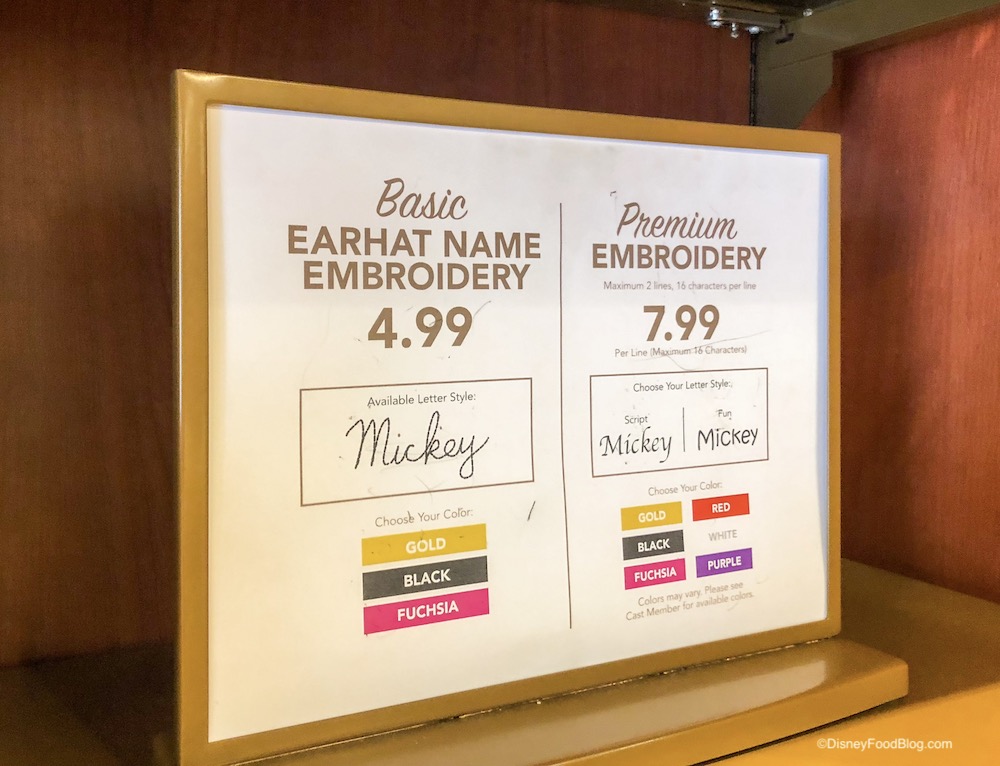 Basic
EARHAT NAME
EMBROIDERY
4.99
Available Letter Style:
Mickey
Choose Your Color:
GOLD
BLACK
FUCHSIA
Premium
EMBROIDERY
Maximum 2 lines, 16 characters per line
7.99
Per Line (Maximum 16 Characters)
Choose Your Letter Style:
Script
Mickey
Fun
Mickey
Choose Your Color:
GOLD
RED
BLACK
WHITE
FUCHSIA
PURPLE
Colors may vary. Please see
Cast Member for available colors.
©DisneyFoodBlog.com